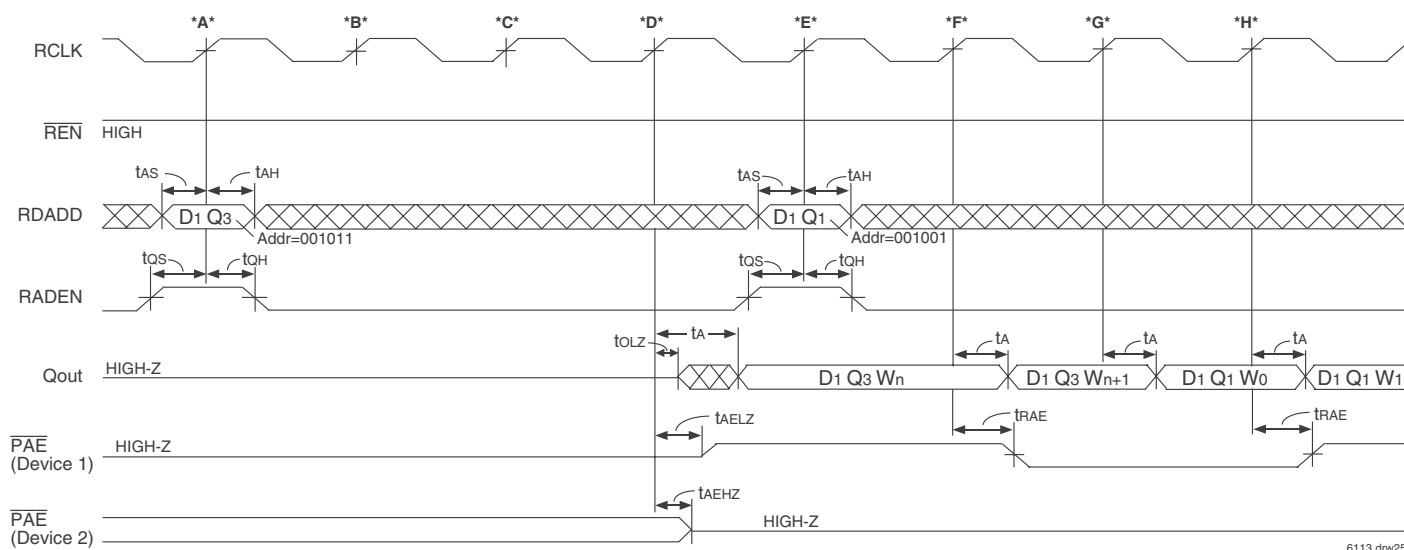 *A* *B* *C* *D* *E* *F* *G* *H*
RCLK
REN HIGH
tAS tAH tAS tAH
RDADD D1 Q3 D1 Q1
Addr=001011 Addr=001001
tQS tQH tQS tQH
RADEN
tOLZ tA tA tA tA
Qout HIGH-Z D1 Q3 Wn D1 Q3 Wn+1 D1 Q1 W0 D1 Q1 W1
tAELZ tRAE tRAE
PAE HIGH-Z
(Device 1)
tAEHZ
PAE HIGH-Z
(Device 2)